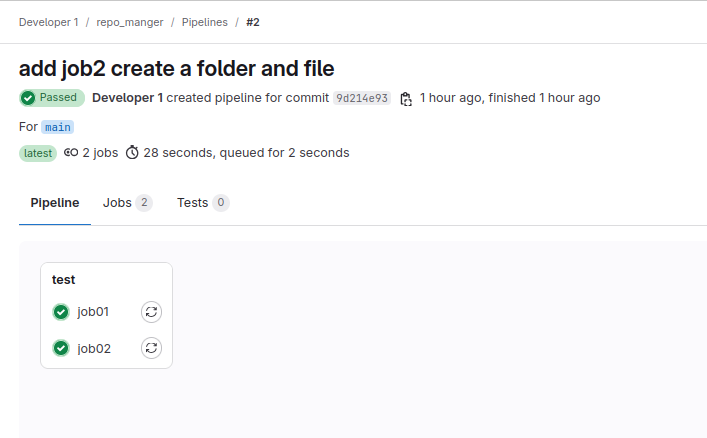 Developer 1 / repo_manger / Pipelines / #2
add job2 create a folder and file
Passed Developer 1 created pipeline for commit 9d214e93 1 hour ago, finished 1 hour ago
For main
latest 2 jobs 28 seconds, queued for 2 seconds
Pipeline Jobs 2 Tests 0
test
job01
job02